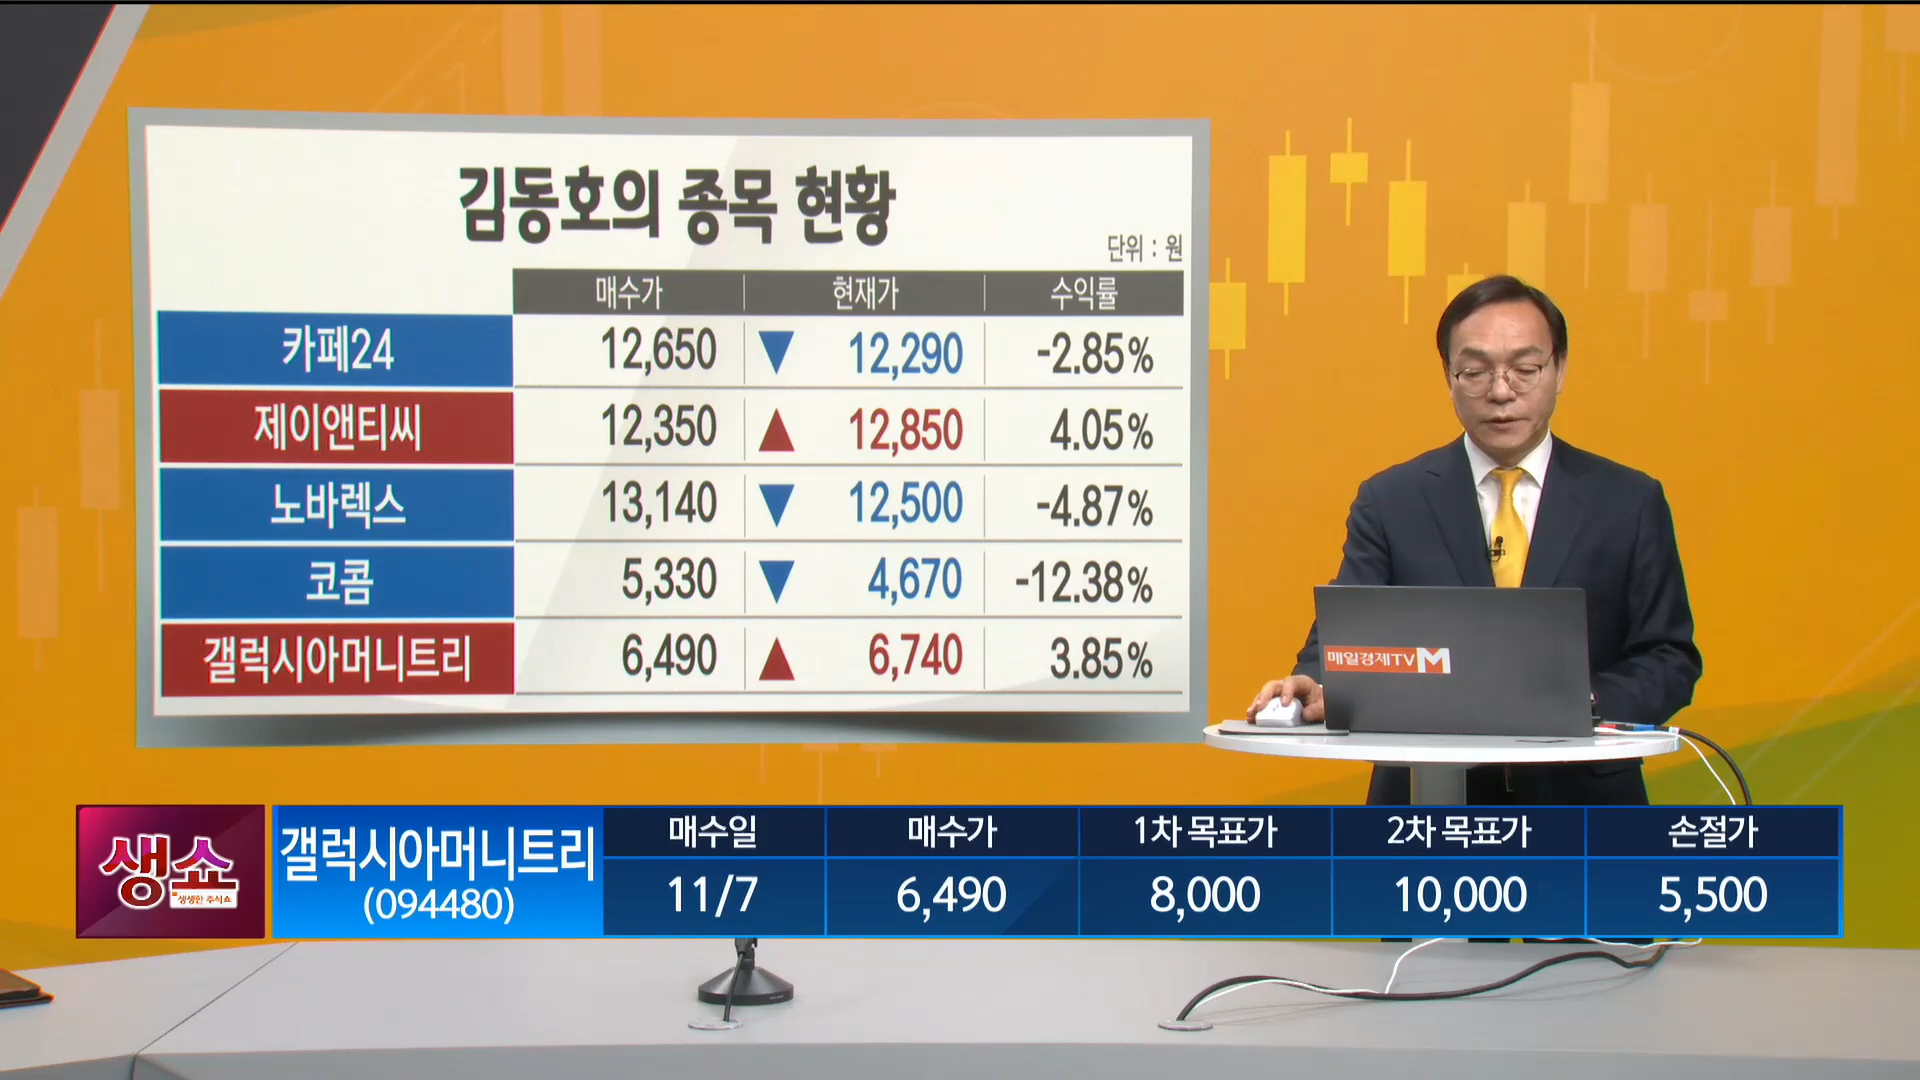 김동호의 종목 현황
단위 : 원
매수가 현재가 수익률
카페24 12,650 ▼ 12,290 -2.85%
제이앤티씨 12,350 ▲ 12,850 4.05%
노바렉스 13,140 ▼ 12,500 -4.87%
코콤 5,330 ▼ 4,670 -12.38%
갤럭시아머니트리 6,490 ▲ 6,740 3.85%
매일경제TV M
생쇼
생생한 주식쇼
갤럭시아머니트리
(094480)
매수일 매수가 1차 목표가 2차 목표가 손절가
11/7 6,490 8,000 10,000 5,500